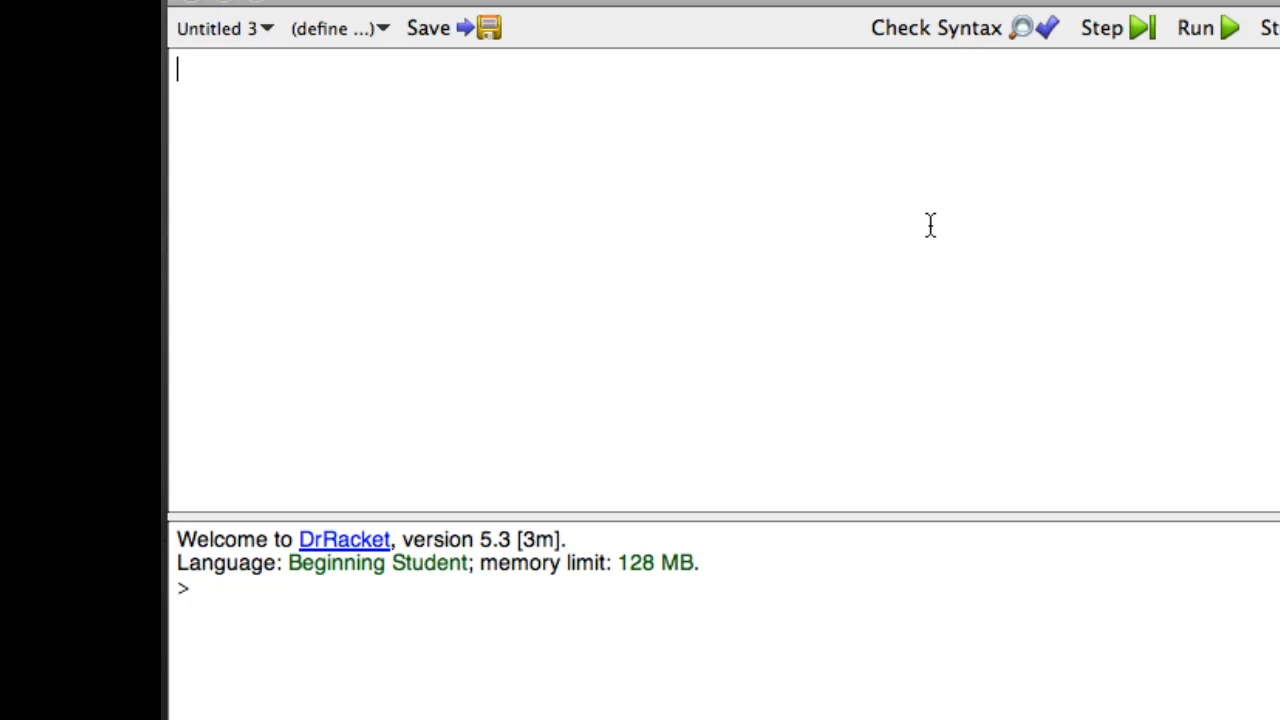 Untitled 3 (define ...) Save Check Syntax Step Run St
Welcome to DrRacket, version 5.3 [3m].
Language: Beginning Student; memory limit: 128 MB.
>